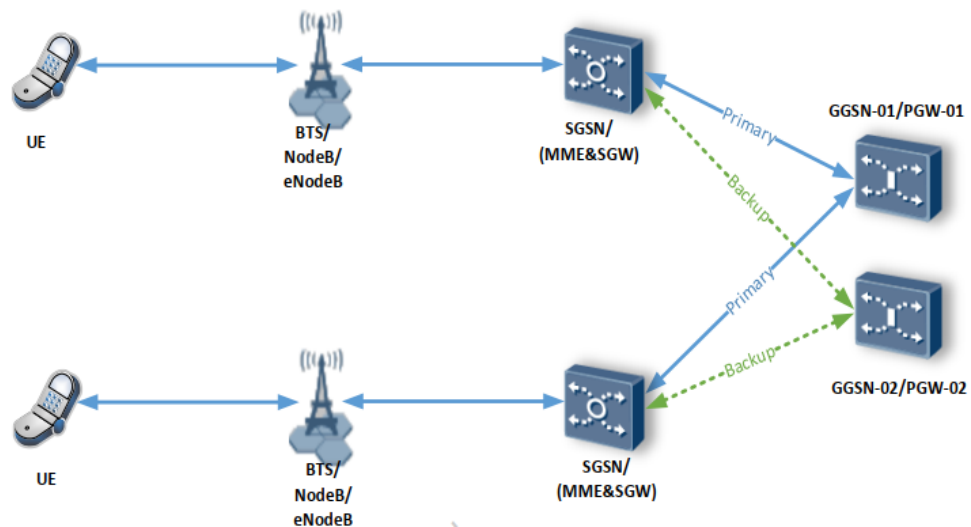 UE
BTS/
NodeB/
eNodeB
SGSN/
(MME&SGW)
Primary
Backup
GGSN-01/PGW-01
Primary
Backup
GGSN-02/PGW-02
UE
BTS/
NodeB/
eNodeB
SGSN/
(MME&SGW)